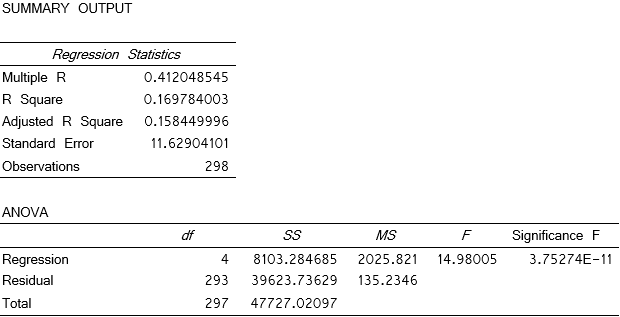 SUMMARY OUTPUT
Regression Statistics
Multiple R 0.412048545
R Square 0.169784003
Adjusted R Square 0.158449996
Standard Error 11.62904101
Observations 298
ANOVA
df SS MS F Significance F
Regression 4 8103.284685 2025.821 14.98005 3.75274E-11
Residual 293 39623.73629 135.2346
Total 297 47727.02097